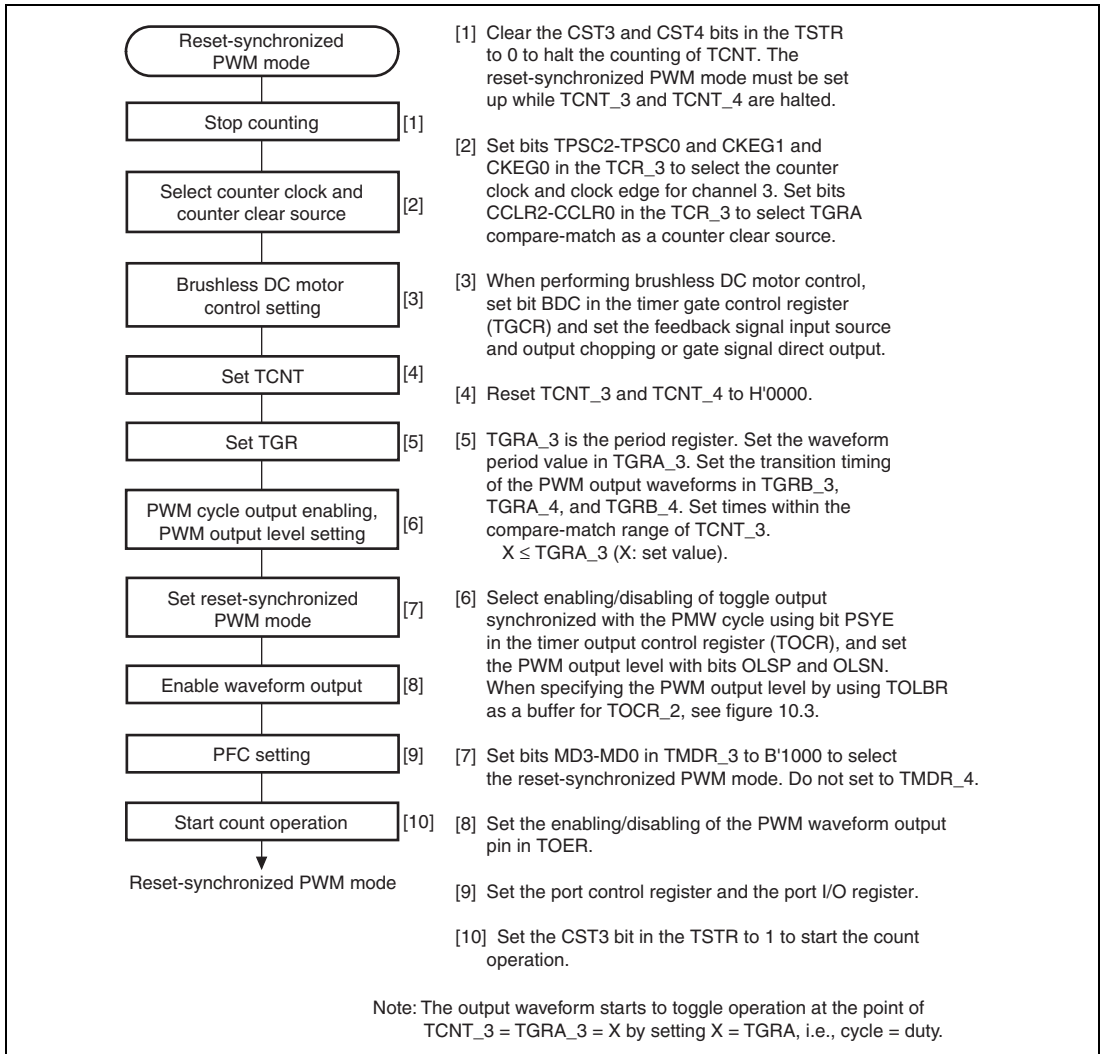 Reset-synchronized
PWM mode
Stop counting
[1]
Select counter clock and
counter clear source
[2]
Brushless DC motor
control setting
[3]
Set TCNT
[4]
Set TGR
[5]
PWM cycle output enabling,
PWM output level setting
[6]
Set reset-synchronized
PWM mode
[7]
Enable waveform output
[8]
PFC setting
[9]
Start count operation
[10]
Reset-synchronized PWM mode
[1] Clear the CST3 and CST4 bits in the TSTR
to 0 to halt the counting of TCNT. The
reset-synchronized PWM mode must be set
up while TCNT_3 and TCNT_4 are halted.
[2] Set bits TPSC2-TPSC0 and CKEG1 and
CKEG0 in the TCR_3 to select the counter
clock and clock edge for channel 3. Set bits
CCLR2-CCLR0 in the TCR_3 to select TGRA
compare-match as a counter clear source.
[3] When performing brushless DC motor control,
set bit BDC in the timer gate control register
(TGCR) and set the feedback signal input source
and output chopping or gate signal direct output.
[4] Reset TCNT_3 and TCNT_4 to H'0000.
[5] TGRA_3 is the period register. Set the waveform
period value in TGRA_3. Set the transition timing
of the PWM output waveforms in TGRB_3,
TGRA_4, and TGRB_4. Set times within the
compare-match range of TCNT_3.
X ≤ TGRA_3 (X: set value).
[6] Select enabling/disabling of toggle output
synchronized with the PMW cycle using bit PSYE
in the timer output control register (TOCR), and set
the PWM output level with bits OLSP and OLSN.
When specifying the PWM output level by using TOLBR
as a buffer for TOCR_2, see figure 10.3.
[7] Set bits MD3-MD0 in TMDR_3 to B'1000 to select
the reset-synchronized PWM mode. Do not set to TMDR_4.
[8] Set the enabling/disabling of the PWM waveform output
pin in TOER.
[9] Set the port control register and the port I/O register.
[10] Set the CST3 bit in the TSTR to 1 to start the count
operation.
Note: The output waveform starts to toggle operation at the point of
TCNT_3 = TGRA_3 = X by setting X = TGRA, i.e., cycle = duty.